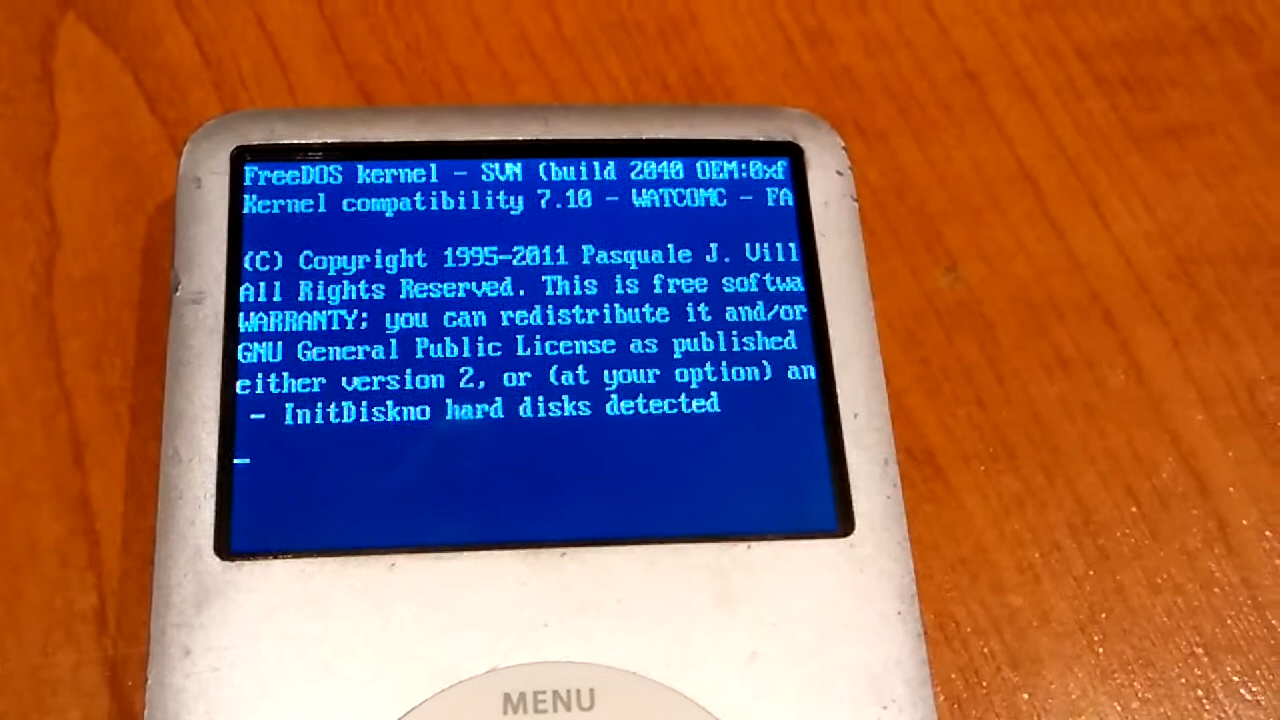 FreeDOS kernel - SVN (build 2040 OEM:0xf
Kernel compatibility 7.10 - WATCOMC - FA
(C) Copyright 1995-2011 Pasquale J. Vill
All Rights Reserved. This is free softwa
WARRANTY; you can redistribute it and/or
GNU General Public License as published
either version 2, or (at your option) an
- InitDiskno hard disks detected
_
MENU